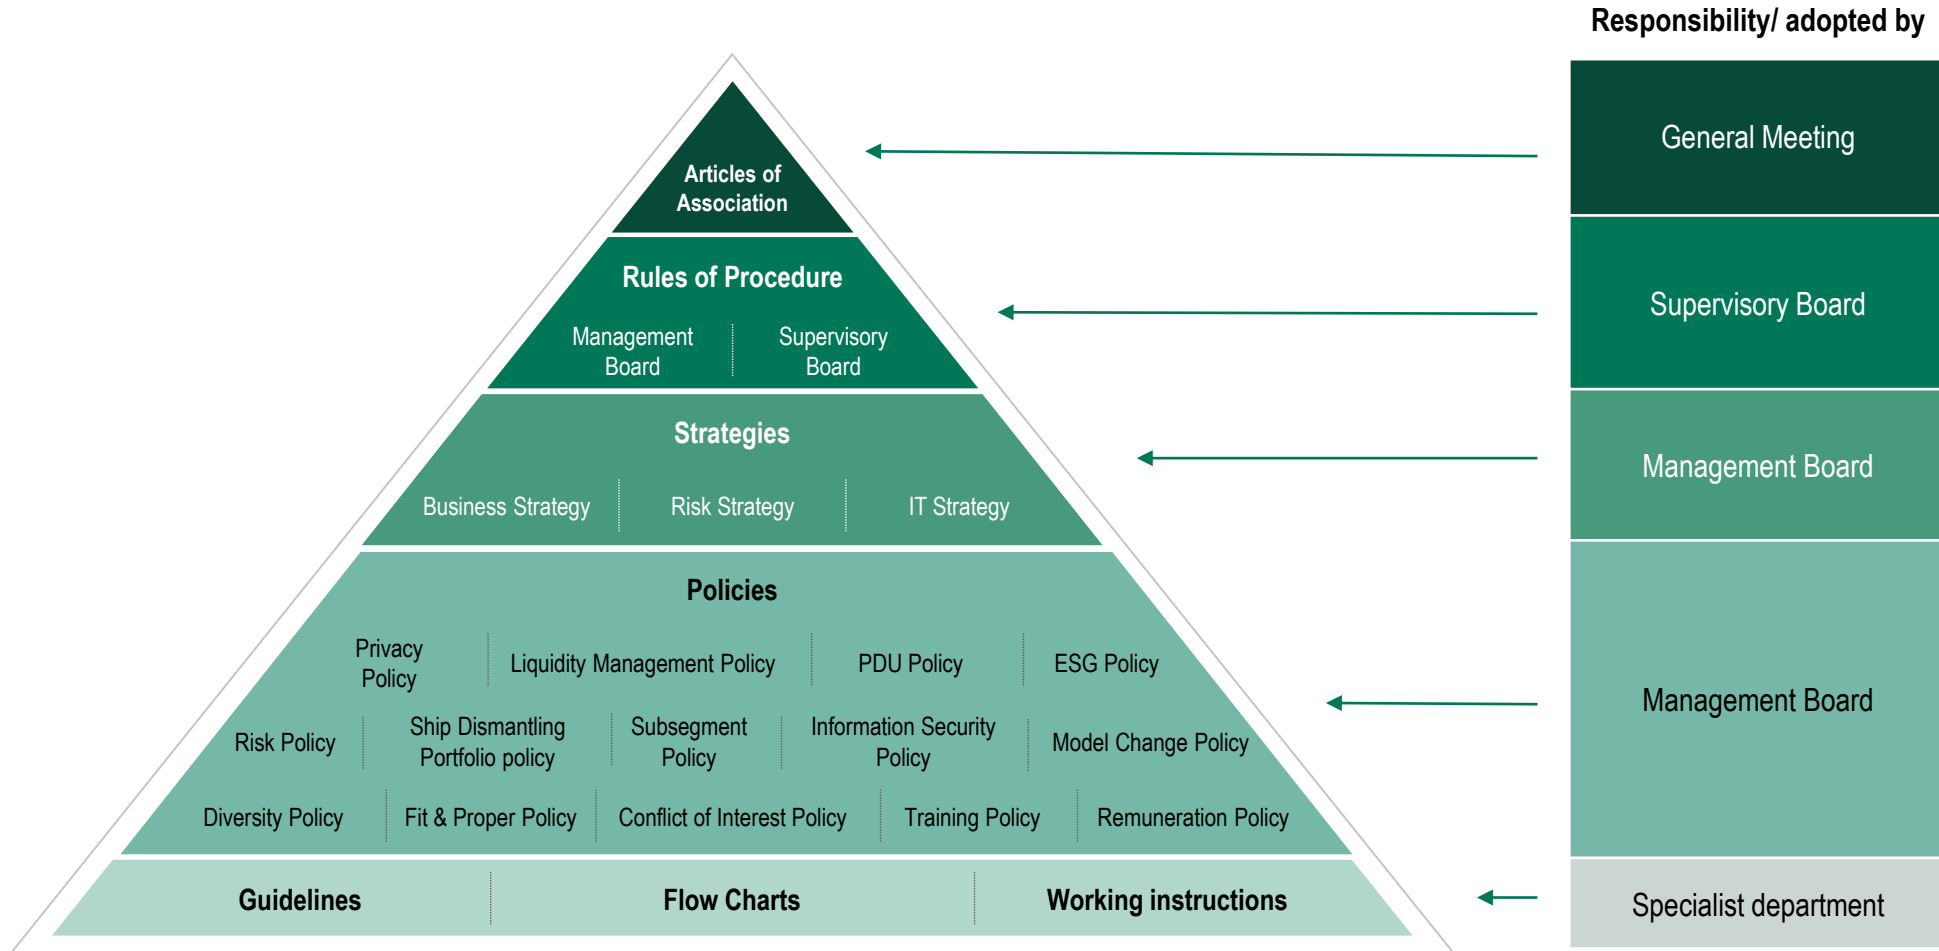 Responsibility/ adopted by
Articles of
Association
General Meeting
Rules of Procedure
Management
Board
Supervisory
Board
Supervisory Board
Strategies
Business Strategy
Risk Strategy
IT Strategy
Management Board
Policies
Privacy
Policy
Liquidity Management Policy
PDU Policy
ESG Policy
Risk Policy
Ship Dismantling
Portfolio policy
Subsegment
Policy
Information Security
Policy
Model Change Policy
Diversity Policy
Fit & Proper Policy
Conflict of Interest Policy
Training Policy
Remuneration Policy
Management Board
Guidelines
Flow Charts
Working instructions
Specialist department